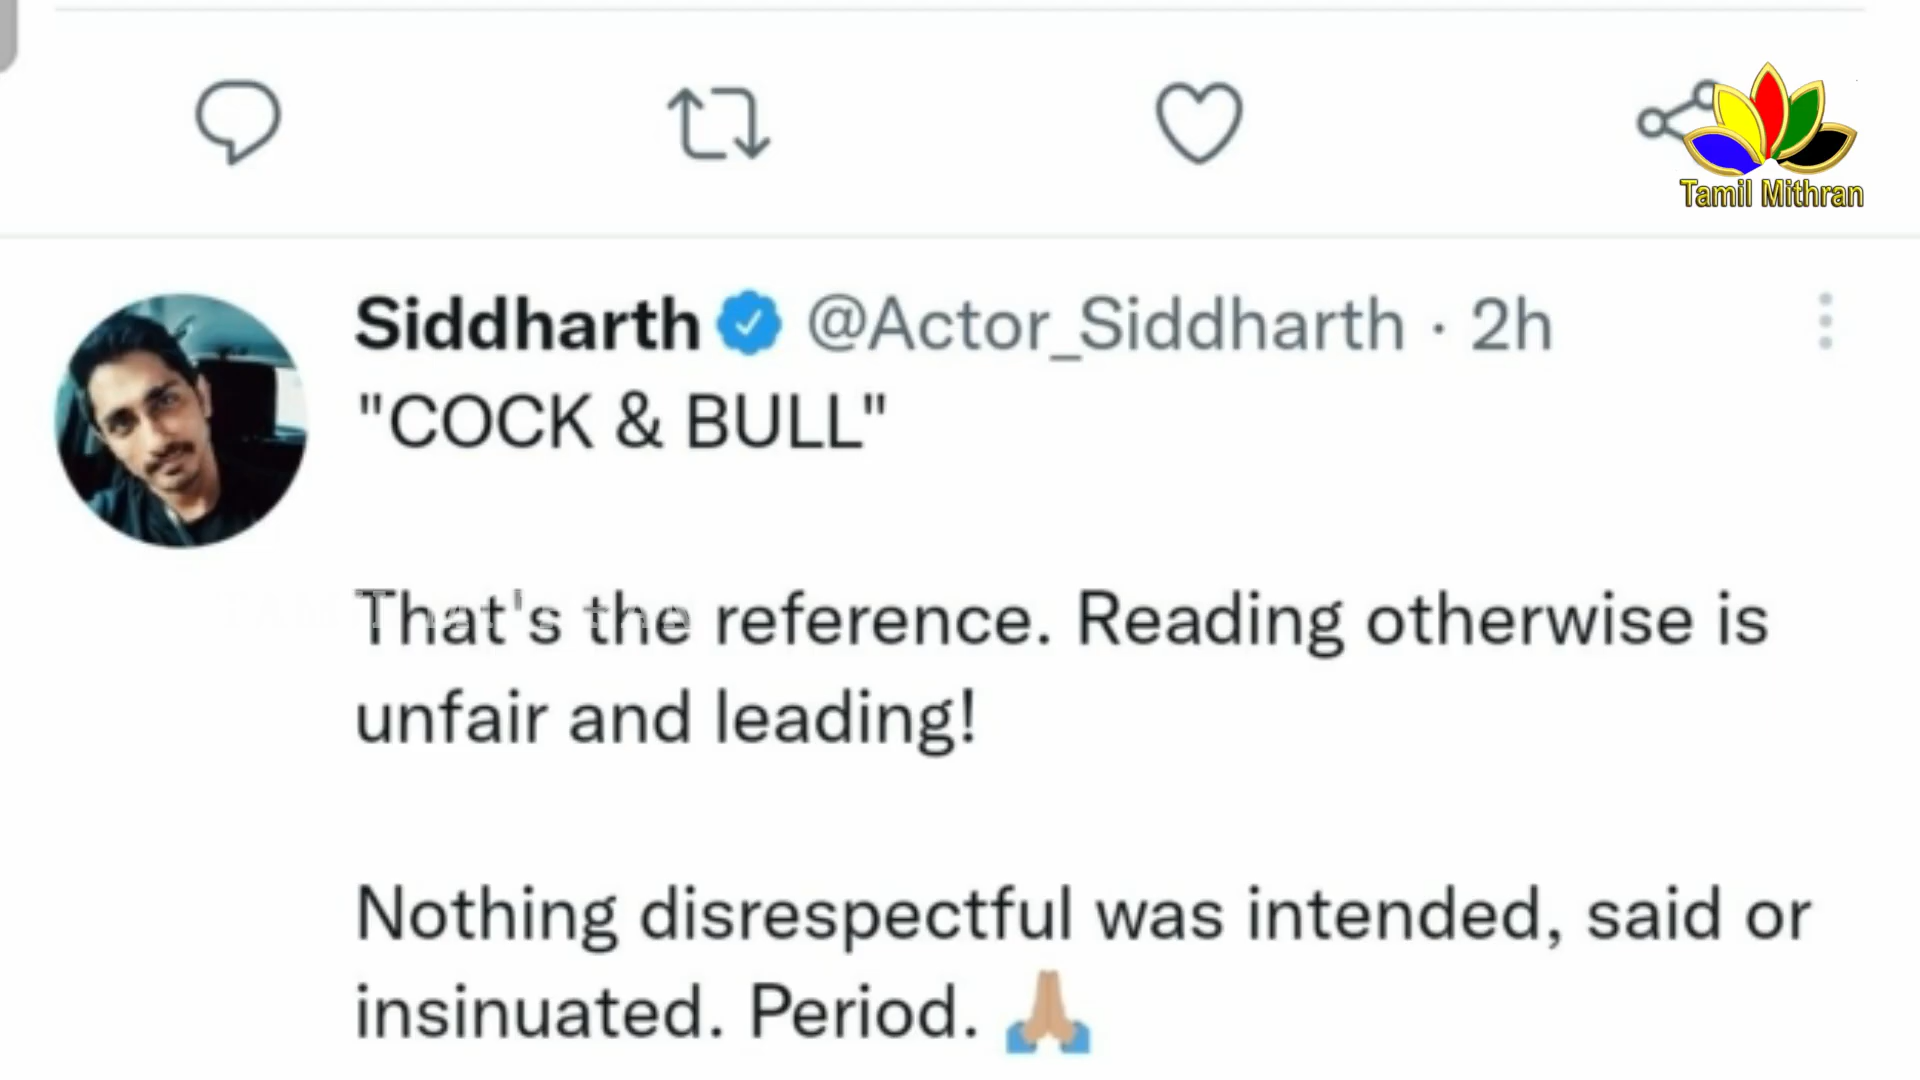 Tamil Mithran
Siddharth @Actor_Siddharth · 2h
"COCK & BULL"
That's the reference. Reading otherwise is
unfair and leading!
Nothing disrespectful was intended, said or
insinuated. Period. 🙏🏼